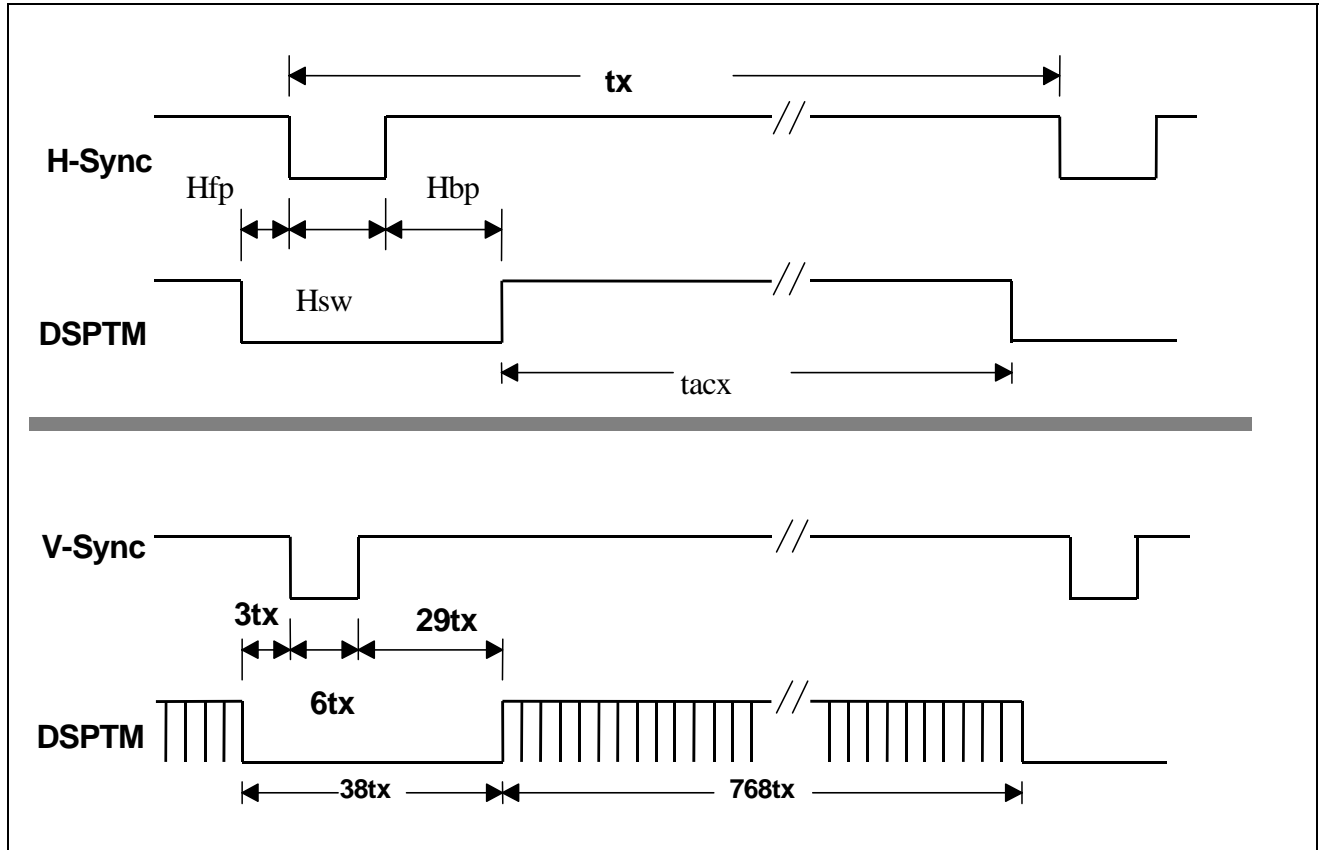 tx
H-Sync
Hfp
Hbp
Hsw
DSPTM
tacx
V-Sync
3tx
29tx
6tx
DSPTM
38tx
768tx